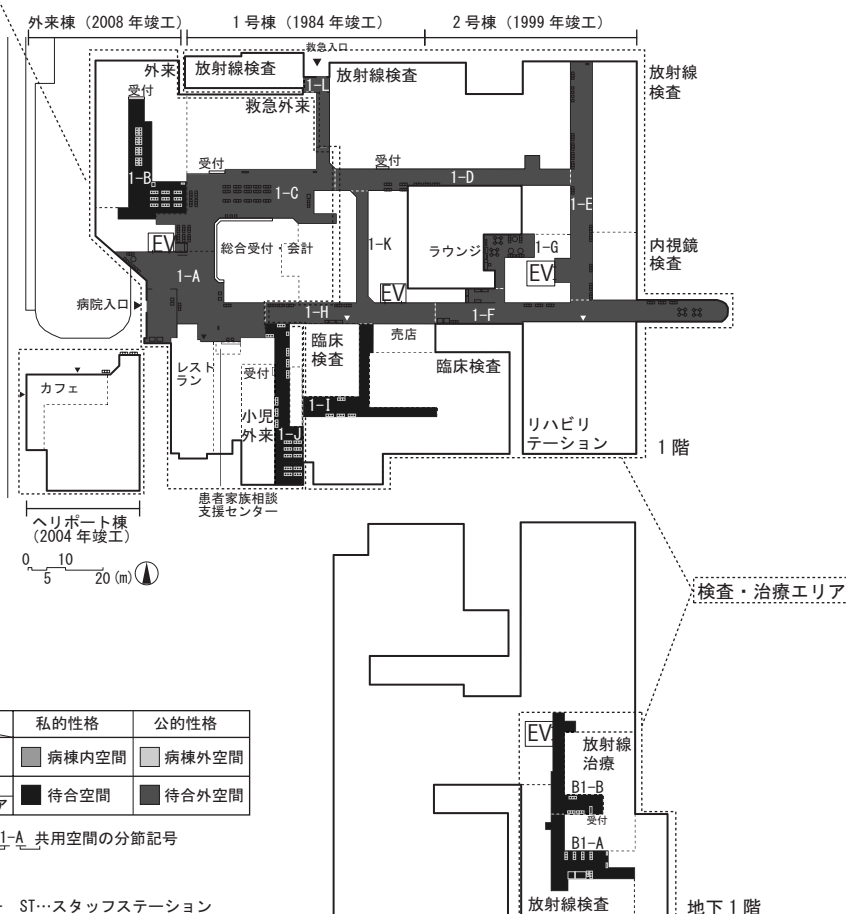 外来棟（2008 年竣工）
1 号棟（1984 年竣工）
2 号棟（1999 年竣工）
救急入口
外来
放射線検査
放射線検査
放射線
検査
1-L
受付
救急外来
受付
受付
1-B
1-C
1-D
1-E
EV
総合受付・会計
1-K
ラウンジ
1-G
内視鏡
検査
EV
1-A
病院入口
EV
1-H
1-F
臨床
検査
売店
臨床検査
レスト
ラン
受付
カフェ
1-I
小児
外来
1-J
リハビリ
テーション
1 階
患者家族相談
支援センター
ヘリポート棟
（2004 年竣工）
0 10
5 20 (m)
検査・治療エリア
私的性格
公的性格
病棟内空間
病棟外空間
ア
待合空間
待合外空間
1-A 共用空間の分節記号
ST…スタッフステーション
EV
放射線
治療
B1-B
受付
B1-A
放射線検査
地下 1 階